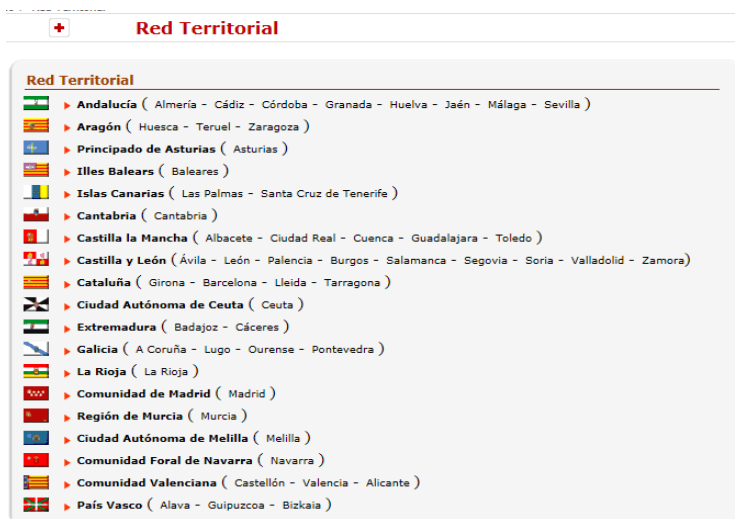 Red Territorial
Red Territorial
Andalucía ( Almería - Cádiz - Córdoba - Granada - Huelva - Jaén - Málaga - Sevilla )
Aragón ( Huesca - Teruel - Zaragoza )
Principado de Asturias ( Asturias )
Illes Balears ( Baleares )
Islas Canarias ( Las Palmas - Santa Cruz de Tenerife )
Cantabria ( Cantabria )
Castilla la Mancha ( Albacete - Ciudad Real - Cuenca - Guadalajara - Toledo )
Castilla y León (Ávila - León - Palencia - Burgos - Salamanca - Segovia - Soria - Valladolid - Zamora)
Cataluña ( Girona - Barcelona - Lleida - Tarragona )
Ciudad Autónoma de Ceuta ( Ceuta )
Extremadura ( Badajoz - Cáceres )
Galicia ( A Coruña - Lugo - Ourense - Pontevedra )
La Rioja ( La Rioja )
Comunidad de Madrid ( Madrid )
Región de Murcia ( Murcia )
Ciudad Autónoma de Melilla ( Melilla )
Comunidad Foral de Navarra ( Navarra )
Comunidad Valenciana ( Castellón - Valencia - Alicante )
País Vasco ( Alava - Guipuzcoa - Bizkaia )